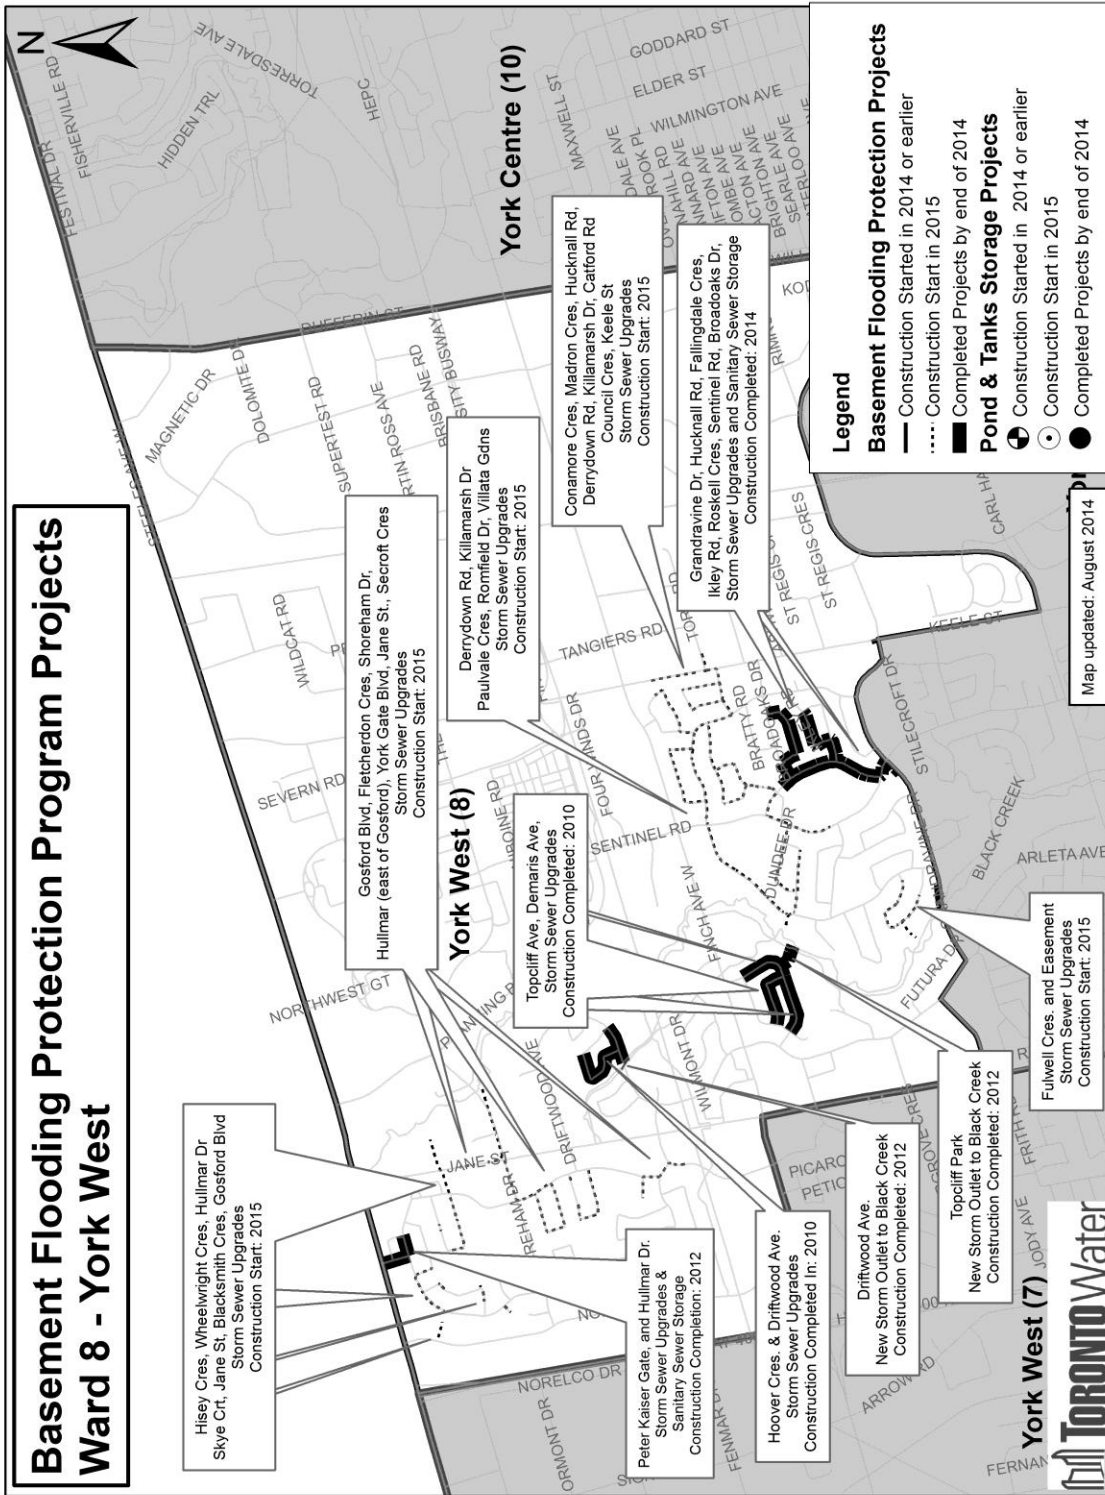 Basement Flooding Protection Program Projects
Ward 8 - York West
N
Hisey Cres, Wheelwright Cres, Hullmar Dr
Skye Crt, Jane St, Blacksmith Cres, Gosford Blvd
Storm Sewer Upgrades
Construction Start: 2015
Gosford Blvd, Fletcherdon Cres, Shoreham Dr,
Hullmar (east of Gosford), York Gate Blvd, Jane St., Secroft Cres
Storm Sewer Upgrades
Construction Start: 2015
Derrydown Rd, Killamarsh Dr
Paulvale Cres, Romfield Dr, Villata Gdns
Storm Sewer Upgrades
Construction Start: 2015
Conamore Cres, Madron Cres, Hucknall Rd,
Derrydown Rd, Killamarsh Dr, Catford Rd
Council Cres, Keele St
Storm Sewer Upgrades
Construction Start: 2015
Grandravine Dr, Hucknall Rd, Fallingdale Cres,
Ikley Rd, Roskell Cres, Sentinel Rd, Broadoaks Dr,
Storm Sewer Upgrades and Sanitary Sewer Storage
Construction Completed: 2014
Topcliff Ave, Demaris Ave,
Storm Sewer Upgrades
Construction Completed: 2010
Peter Kaiser Gate, and Hullmar Dr.
Storm Sewer Upgrades &
Sanitary Sewer Storage
Construction Completion: 2012
Hoover Cres. & Driftwood Ave.
Storm Sewer Upgrades
Construction Completed In: 2010
Driftwood Ave.
New Storm Outlet to Black Creek
Construction Completed: 2012
Topcliff Park
New Storm Outlet to Black Creek
Construction Completed: 2012
Fulwell Cres. and Easement
Storm Sewer Upgrades
Construction Start: 2015
York West (8)
York Centre (10)
York West (7)
FESTIVAL DR
FISHERVILLE RD
HIDDEN TRL
TORRESDALE AVE
HEPC
MAXWELL ST
GODDARD ST
ELDER ST
WILMINGTON AVE
BRIGHTON AVE
SEARLE AVE
DUFFERIN ST
MAGNETIC DR
DOLOMITE DR
SUPERTEST RD
BRISBANE RD
STEELES AVE W
WILDCAT RD
TANGIERS RD
SEVERN RD
FOUR WINDS DR
SENTINEL RD
NORTHWEST GT
FINCH AVE W
DUNDEE DR
BRATTY RD
ST REGIS CRES
KEELE ST
STILECROFT DR
BLACK CREEK
ARLETA AVE
FUTURA DR
WILMONT DR
DRIFTWOOD AVE
JANE ST
NORELCO DR
ORMONT DR
ARROW RD
JODY AVE
Legend
Basement Flooding Protection Projects
Construction Started in 2014 or earlier
Construction Start in 2015
Completed Projects by end of 2014
Pond & Tanks Storage Projects
Construction Started in 2014 or earlier
Construction Start in 2015
Completed Projects by end of 2014
Map updated: August 2014
TORONTO Water